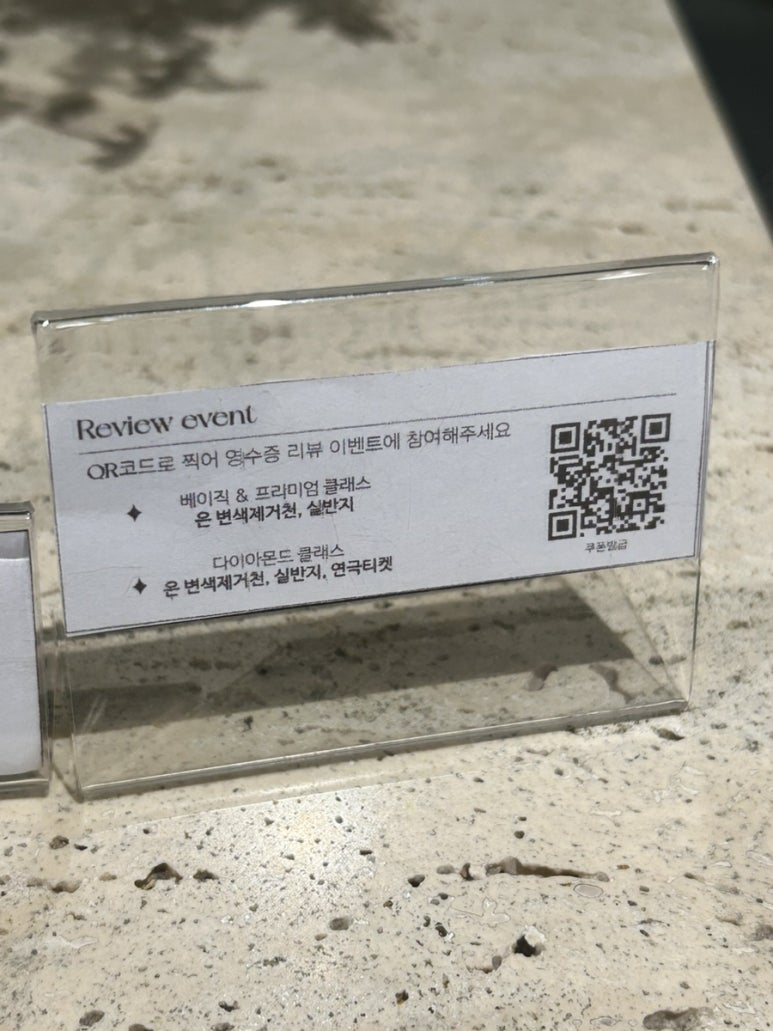 Review event
QR코드로 찍어 영수증 리뷰 이벤트에 참여해주세요
베이직 & 프라미엄 클래스
은 변색제거천, 실반지
다이아몬드 클래스
은 변색제거천, 실반지, 연극티켓
쿠폰발급